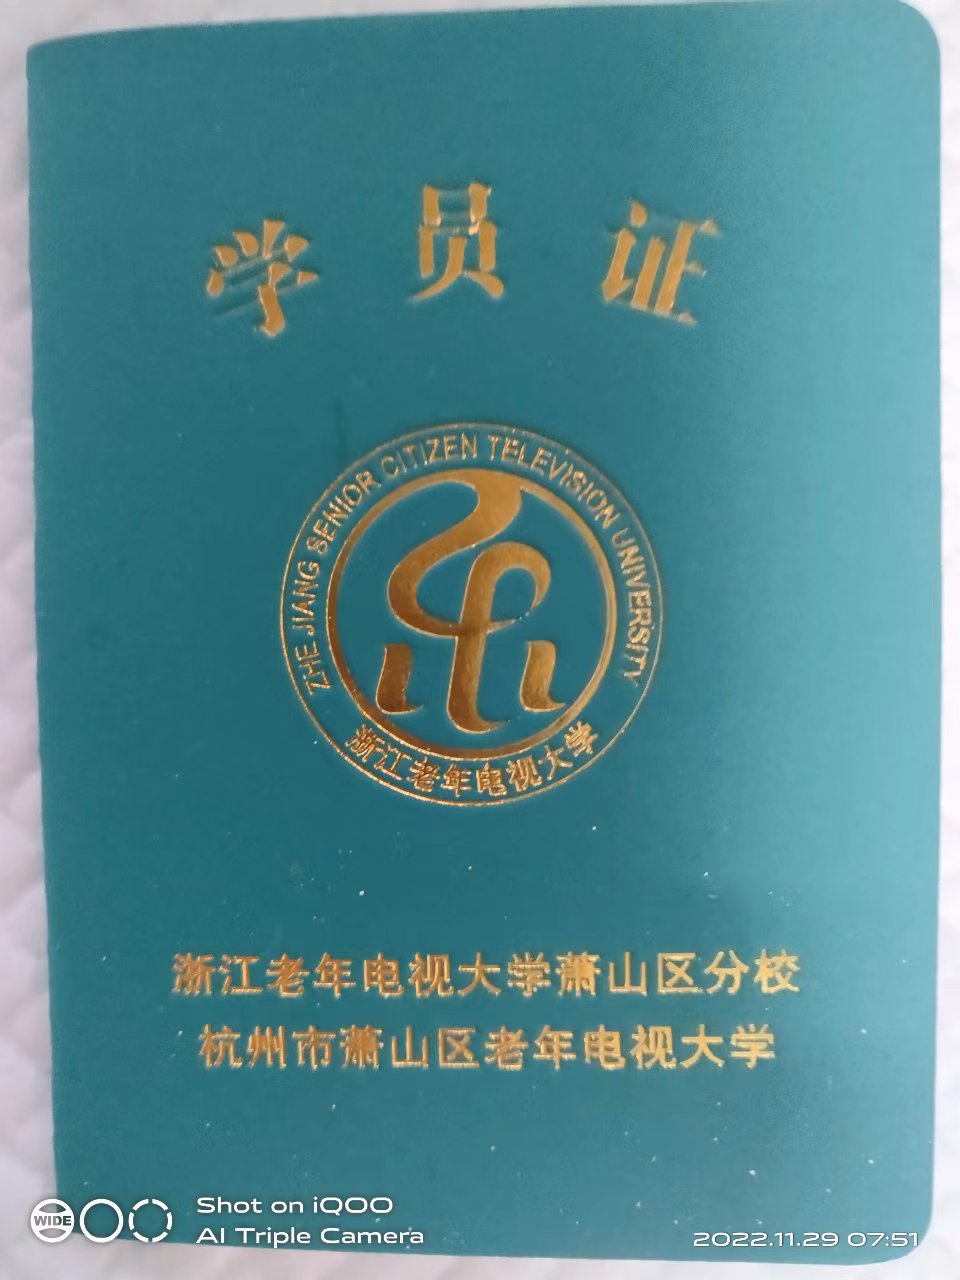 学员证
ZHE JIANG SENIOR CITIZEN TELEVISION UNIVERSITY
浙江老年电视大学
浙江老年电视大学萧山区分校
杭州市萧山区老年电视大学
WIDE
Shot on iQOO
AI Triple Camera
2022.11.29 07:51